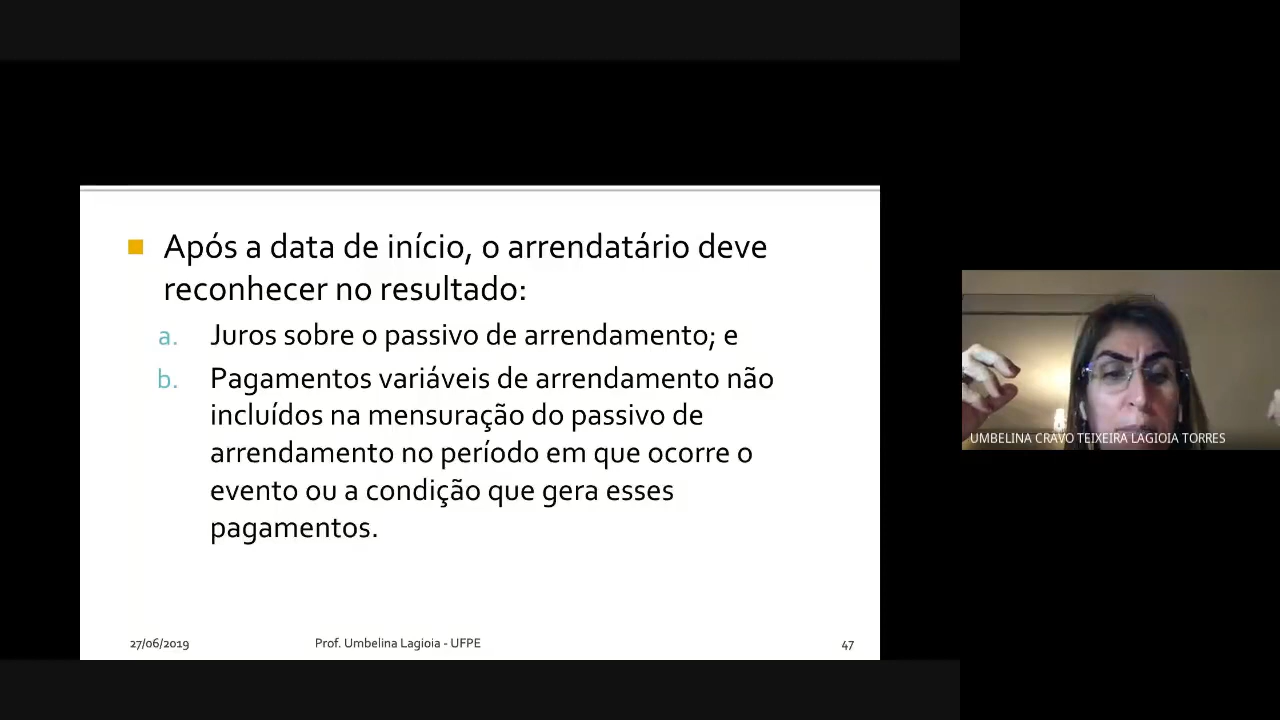 Após a data de início, o arrendatário deve
reconhecer no resultado:
a. Juros sobre o passivo de arrendamento; e
b. Pagamentos variáveis de arrendamento não
incluídos na mensuração do passivo de
arrendamento no período em que ocorre o
evento ou a condição que gera esses
pagamentos.
27/06/2019 Prof. Umbelina Lagioia - UFPE 47
UMBELINA CRAVO TEIXEIRA LAGIOIA TORRES